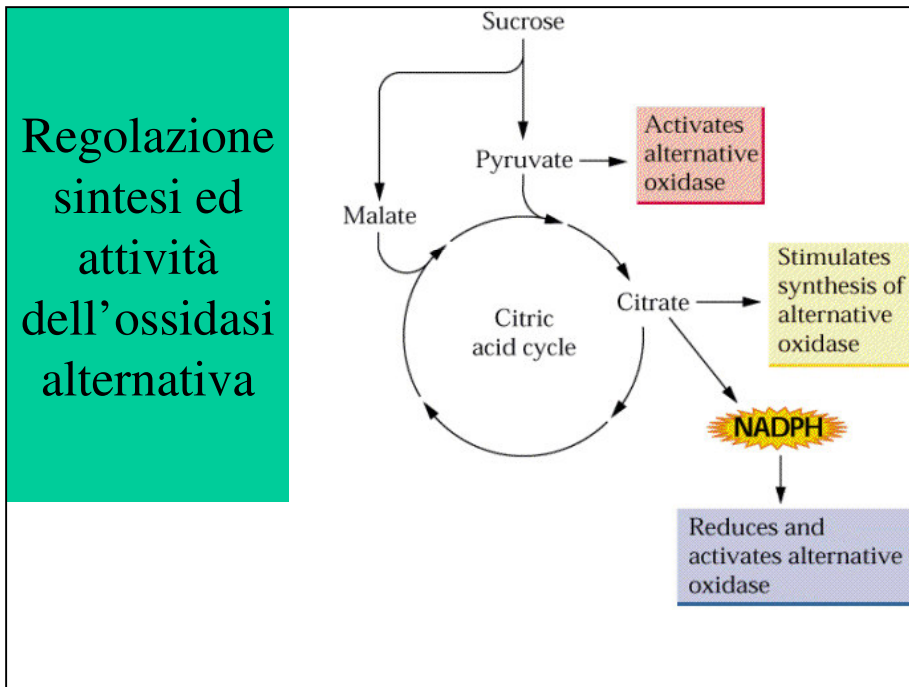 Regolazione
sintesi ed
attività
dell’ossidasi
alternativa
Sucrose
Pyruvate
Activates
alternative
oxidase
Malate
Citric
acid cycle
Citrate
Stimulates
synthesis of
alternative
oxidase
NADPH
Reduces and
activates alternative
oxidase